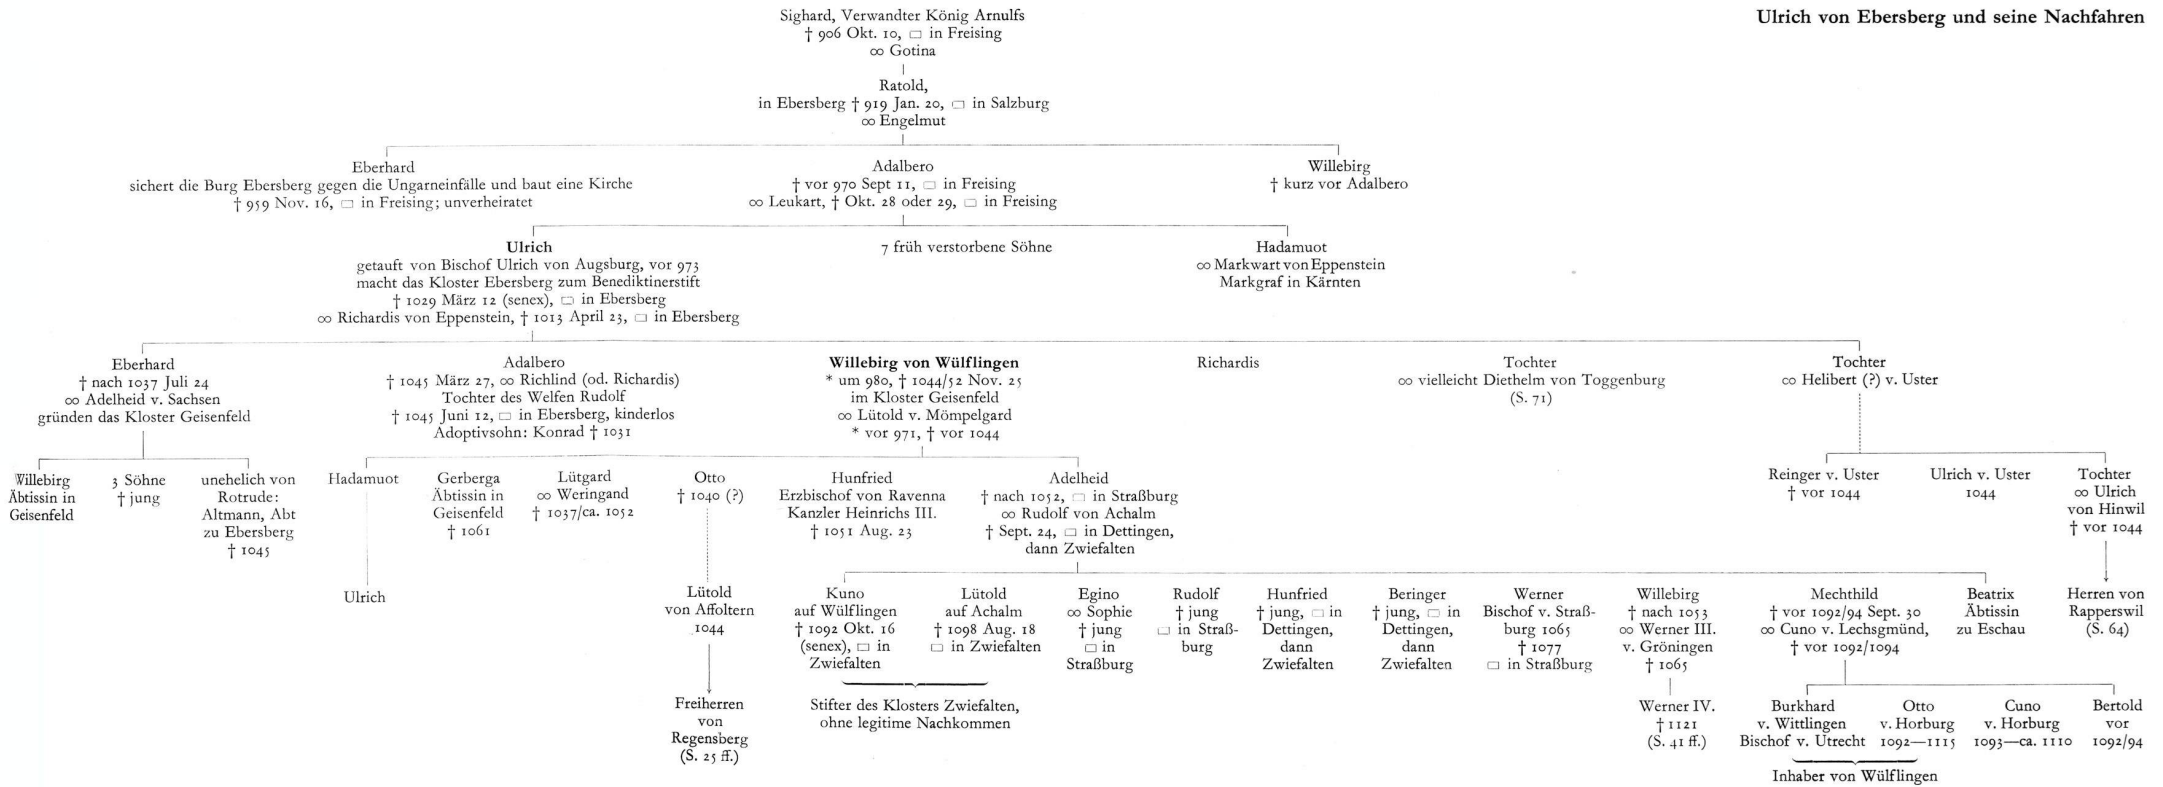 Ulrich von Ebersberg und seine Nachfahren
Sighard, Verwandter König Arnulfs
† 906 Okt. 10, ▭ in Freising
∞ Gotina
Ratold,
in Ebersberg † 919 Jan. 20, ▭ in Salzburg
∞ Engelmut
Eberhard
sichert die Burg Ebersberg gegen die Ungarneinfälle und baut eine Kirche
† 959 Nov. 16, ▭ in Freising; unverheiratet
Adalbero
† vor 970 Sept 11, ▭ in Freising
∞ Leukart, † Okt. 28 oder 29, ▭ in Freising
Willebirg
† kurz vor Adalbero
Ulrich
getauft von Bischof Ulrich von Augsburg, vor 973
macht das Kloster Ebersberg zum Benediktinerstift
† 1029 März 12 (senex), ▭ in Ebersberg
∞ Richardis von Eppenstein, † 1013 April 23, ▭ in Ebersberg
7 früh verstorbene Söhne
Hadamuot
∞ Markwart von Eppenstein
Markgraf in Kärnten
Eberhard
† nach 1037 Juli 24
∞ Adelheid v. Sachsen
gründen das Kloster Geisenfeld
Adalbero
† 1045 März 27, ∞ Richlind (od. Richardis)
Tochter des Welfen Rudolf
† 1045 Juni 12, ▭ in Ebersberg, kinderlos
Adoptivsohn: Konrad † 1031
Willebirg von Wülflingen
* um 980, † 1044/52 Nov. 25
im Kloster Geisenfeld
∞ Lütold v. Mömpelgard
* vor 971, † vor 1044
Richardis
Tochter
∞ vielleicht Diethelm von Toggenburg
(S. 71)
Tochter
∞ Helibert (?) v. Uster
Willebirg
Äbtissin in
Geisenfeld
3 Söhne
† jung
unehelich von
Rotrude:
Altmann, Abt
zu Ebersberg
† 1045
Hadamuot
Gerberga
Äbtissin in
Geisenfeld
† 1061
Lütgard
∞ Weringand
† 1037/ca. 1052
Otto
† 1040 (?)
Hunfried
Erzbischof von Ravenna
Kanzler Heinrichs III.
† 1051 Aug. 23
Adelheid
† nach 1052, ▭ in Straßburg
∞ Rudolf von Achalm
† Sept. 24, ▭ in Dettingen,
dann Zwiefalten
Reinger v. Uster
† vor 1044
Ulrich v. Uster
1044
Tochter
∞ Ulrich
von Hinwil
† vor 1044
Ulrich
Lütold
von Affoltern
1044
Kuno
auf Wülflingen
† 1092 Okt. 16
(senex), ▭ in
Zwiefalten
Lütold
auf Achalm
† 1098 Aug. 18
▭ in Zwiefalten
Egino
∞ Sophie
† jung
▭ in
Straßburg
Rudolf
† jung
▭ in Straß-
burg
Hunfried
† jung, ▭ in
Dettingen,
dann
Zwiefalten
Beringer
† jung, ▭ in
Dettingen,
dann
Zwiefalten
Werner
Bischof v. Straß-
burg 1065
† 1077
▭ in Straßburg
Willebirg
† nach 1053
∞ Werner III.
v. Gröningen
† 1065
Mechthild
† vor 1092/94 Sept. 30
∞ Cuno v. Lechsgmünd,
† vor 1092/1094
Beatrix
Äbtissin
zu Eschau
Herren von
Rapperswil
(S. 64)
Freiherren
von
Regensberg
(S. 25 ff.)
Stifter des Klosters Zwiefalten,
ohne legitime Nachkommen
Werner IV.
† 1121
(S. 41 ff.)
Burkhard
v. Wittlingen
Bischof v. Utrecht
Otto
v. Horburg
1092—1115
Cuno
v. Horburg
1093—ca. 1110
Bertold
vor
1092/94
Inhaber von Wülflingen